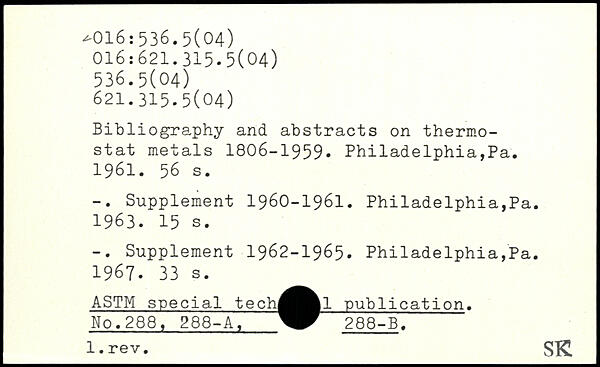 016:536.5(04)
016:621.315.5(04)
536.5(04)
621.315.5(04)
Bibliography and abstracts on thermo-
stat metals 1806-1959. Philadelphia,Pa.
1961. 56 s.
-. Supplement 1960-1961. Philadelphia,Pa.
1963. 15 s.
-. Supplement 1962-1965. Philadelphia,Pa.
1967. 33 s.
ASTM special tech l publication.
No.288, 288-A, 288-B.
1.rev.
SK